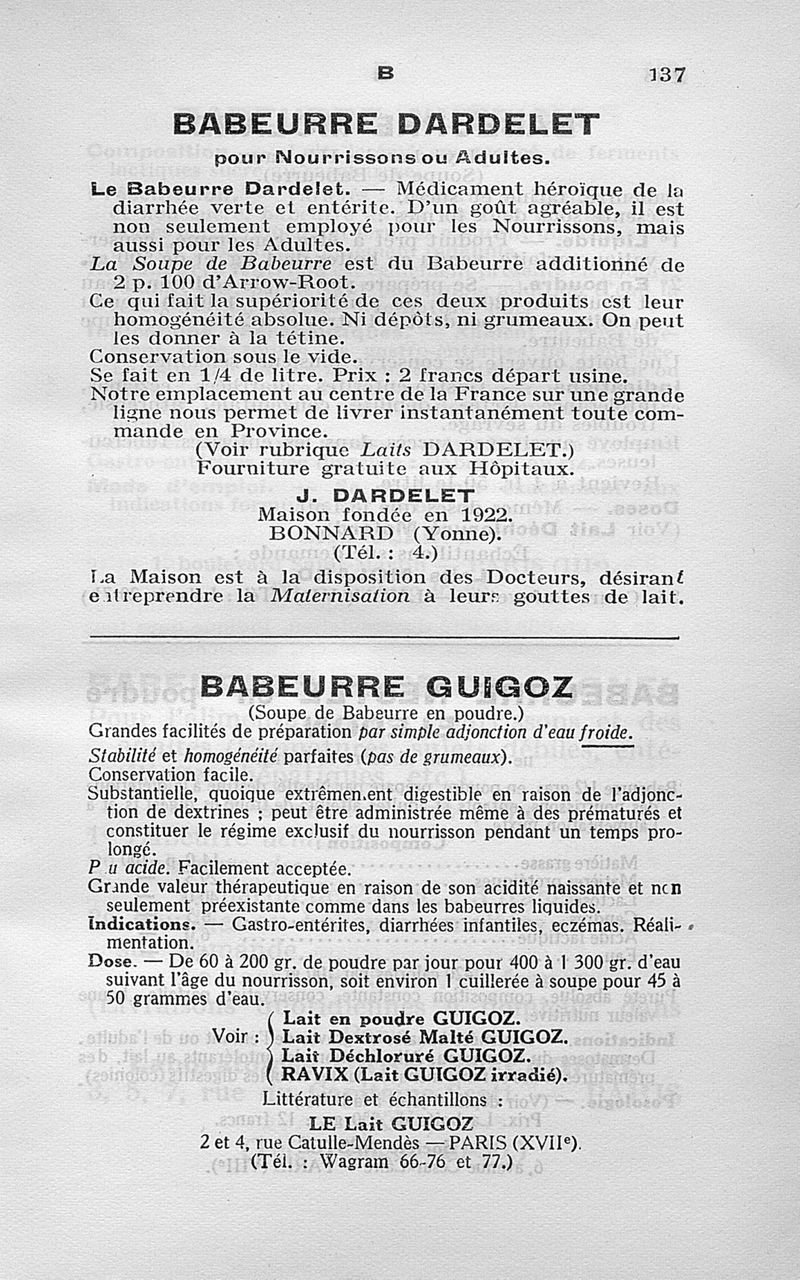 B 137
BABEURRE DARDELET
pour Nourrissons ou Adultes.
Le Babeurre Dardelet. — Médicament héroïque de la
diarrhée verte et entérite. D'un goût agréable, il est
non seulement employé pour les Nourrissons, mais
aussi pour les Adultes.
La Soupe de Babeurre est du Babeurre additionné de
2 p. 100 d'Arrow-Root.
Ce qui fait la supériorité de ces deux produits est leur
homogénéité absolue. Ni dépôts, ni grumeaux. On peut
les donner à la tétine.
Conservation sous le vide.
Se fait en 1/4 de litre. Prix : 2 francs départ usine.
Notre emplacement au centre de la France sur une grande
ligne nous permet de livrer instantanément toute com-
mande en Province.
(Voir rubrique Laits DARDELET.)
Fourniture gratuite aux Hôpitaux.
J. DARDELET
Maison fondée en 1922.
BONNARD (Yonne).
(Tél. : 4.)
La Maison est à la disposition des Docteurs, désirant
entreprendre la Maternisation à leurs gouttes de lait.
BABEURRE GUIGOZ
(Soupe de Babeurre en poudre.)
Grandes facilités de préparation par simple adjonction d'eau froide.
Stabilité et homogénéité parfaites (pas de grumeaux).
Conservation facile.
Substantielle, quoique extrêmement digestible en raison de l'adjonc-
tion de dextrines ; peut être administrée même à des prématurés et
constituer le régime exclusif du nourrisson pendant un temps pro-
longé.
P u acide. Facilement acceptée.
Grande valeur thérapeutique en raison de son acidité naissante et non
seulement préexistante comme dans les babeurres liquides.
Indications. — Gastro-entérites, diarrhées infantiles, eczémas. Réali-
mentation.
Dose. — De 60 à 200 gr. de poudre par jour pour 400 à 1 300 gr. d'eau
suivant l'âge du nourrisson, soit environ 1 cuillerée à soupe pour 45 à
50 grammes d'eau.
Lait en poudre GUIGOZ.
Voir : Lait Dextrosé Malté GUIGOZ.
Lait Déchloruré GUIGOZ.
RAVIX (Lait GUIGOZ irradié).
Littérature et échantillons :
LE Lait GUIGOZ
2 et 4, rue Catulle-Mendès — PARIS (XVIIe).
(Tél. : Wagram 66-76 et 77.)